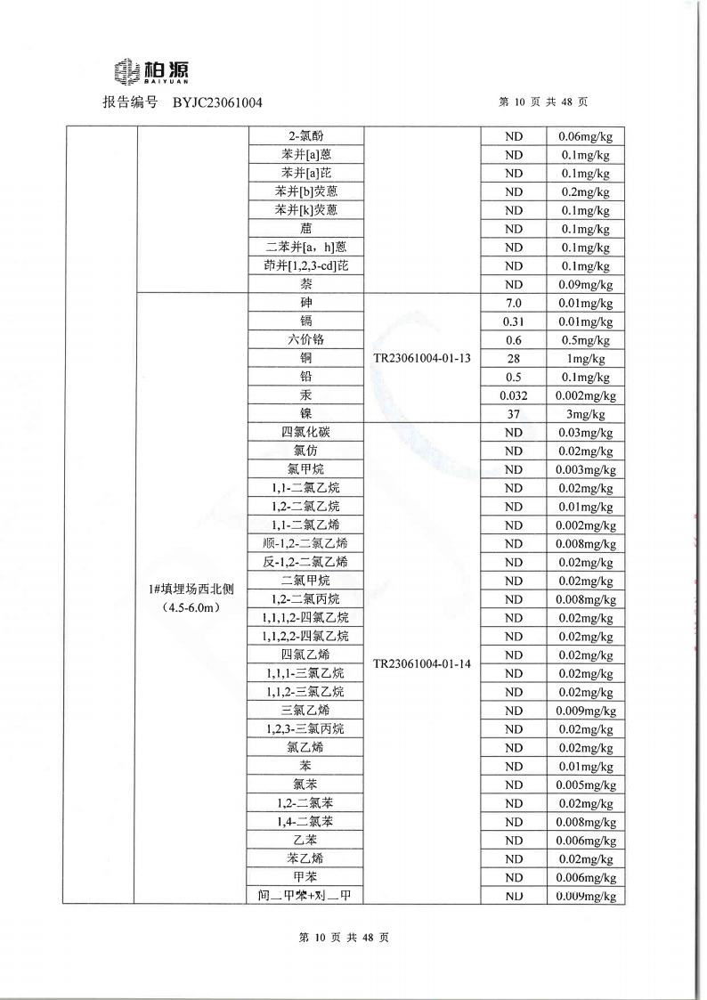 柏源
BAIYUAN
报告编号 BYJC23061004 第 10 页 共 48 页
2-氯酚 ND 0.06mg/kg
苯并[a]蒽 ND 0.1mg/kg
苯并[a]芘 ND 0.1mg/kg
苯并[b]荧蒽 ND 0.2mg/kg
苯并[k]荧蒽 ND 0.1mg/kg
䓛 ND 0.1mg/kg
二苯并[a，h]蒽 ND 0.1mg/kg
茚并[1,2,3-cd]芘 ND 0.1mg/kg
萘 ND 0.09mg/kg
砷 7.0 0.01mg/kg
镉 0.31 0.01mg/kg
六价铬 0.6 0.5mg/kg
铜 TR23061004-01-13 28 1mg/kg
铅 0.5 0.1mg/kg
汞 0.032 0.002mg/kg
镍 37 3mg/kg
四氯化碳 ND 0.03mg/kg
氯仿 ND 0.02mg/kg
氯甲烷 ND 0.003mg/kg
1,1-二氯乙烷 ND 0.02mg/kg
1,2-二氯乙烷 ND 0.01mg/kg
1,1-二氯乙烯 ND 0.002mg/kg
顺-1,2-二氯乙烯 ND 0.008mg/kg
反-1,2-二氯乙烯 ND 0.02mg/kg
二氯甲烷 ND 0.02mg/kg
1#填埋场西北侧
（4.5-6.0m）
1,2-二氯丙烷 ND 0.008mg/kg
1,1,1,2-四氯乙烷 ND 0.02mg/kg
1,1,2,2-四氯乙烷 ND 0.02mg/kg
四氯乙烯 ND 0.02mg/kg
TR23061004-01-14
1,1,1-三氯乙烷 ND 0.02mg/kg
1,1,2-三氯乙烷 ND 0.02mg/kg
三氯乙烯 ND 0.009mg/kg
1,2,3-三氯丙烷 ND 0.02mg/kg
氯乙烯 ND 0.02mg/kg
苯 ND 0.01mg/kg
氯苯 ND 0.005mg/kg
1,2-二氯苯 ND 0.02mg/kg
1,4-二氯苯 ND 0.008mg/kg
乙苯 ND 0.006mg/kg
苯乙烯 ND 0.02mg/kg
甲苯 ND 0.006mg/kg
间二甲苯+对二甲 ND 0.009mg/kg
第 10 页 共 48 页